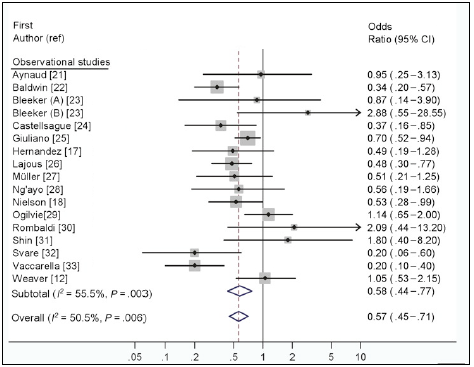 First Odds
Author (ref) Ratio (95% CI)
Observational studies
Aynaud [21] 0.95 (.25-3.13)
Baldwin [22] 0.34 (.20-.57)
Bleeker (A) [23] 0.87 (.14-3.90)
Bleeker (B) [23] 2.88 (.55-28.55)
Castellsague [24] 0.37 (.16-.85)
Giuliano [25] 0.70 (.52-.94)
Hernandez [17] 0.49 (.19-1.28)
Lajous [26] 0.48 (.30-.77)
Müller [27] 0.51 (.21-1.25)
Ng'ayo [28] 0.56 (.19-1.66)
Nielson [18] 0.53 (.28-.99)
Ogilvie[29] 1.14 (.65-2.00)
Rombaldi [30] 2.09 (.44-13.20)
Shin [31] 1.80 (.40-8.20)
Svare [32] 0.20 (.06-.60)
Vaccarella [33] 0.20 (.10-.40)
Weaver [12] 1.05 (.53-2.15)
Subtotal (I² = 55.5%, P = .003) 0.58 (.44-.77)
Overall (I² = 50.5%, P = .006) 0.57 (.45-.71)
.05 .1 .2 .5 1 2 5 10